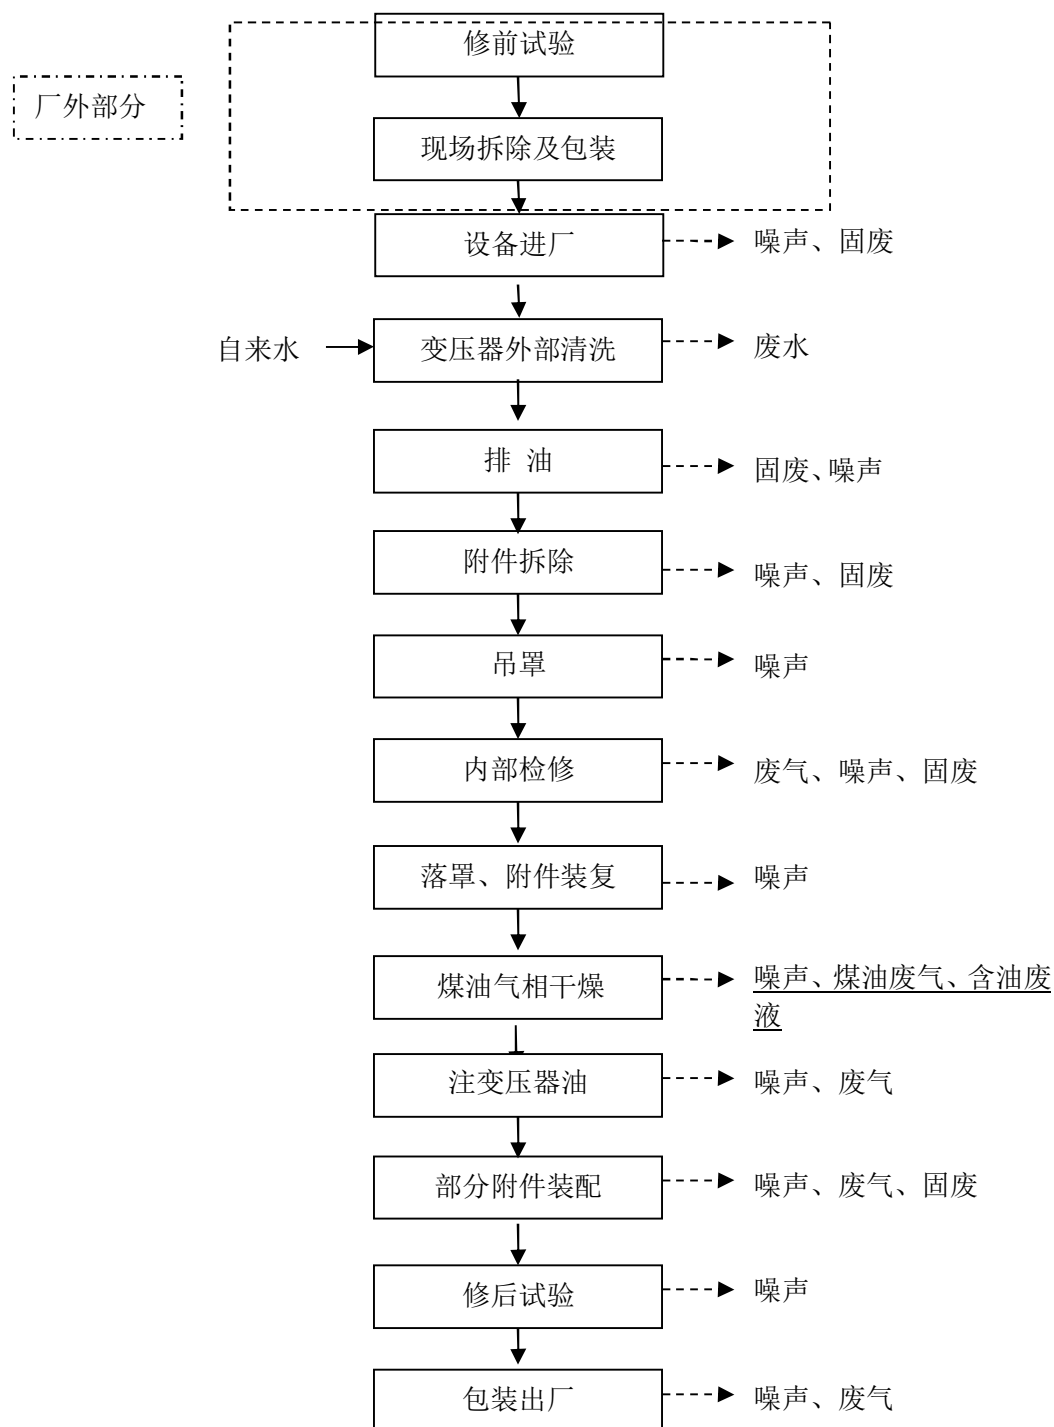 修前试验
厂外部分
现场拆除及包装
设备进厂
噪声、固废
自来水
变压器外部清洗
废水
排 油
固废、噪声
附件拆除
噪声、固废
吊罩
噪声
内部检修
废气、噪声、固废
落罩、附件装复
噪声
煤油气相干燥
噪声、煤油废气、含油废
液
注变压器油
噪声、废气
部分附件装配
噪声、废气、固废
修后试验
噪声
包装出厂
噪声、废气